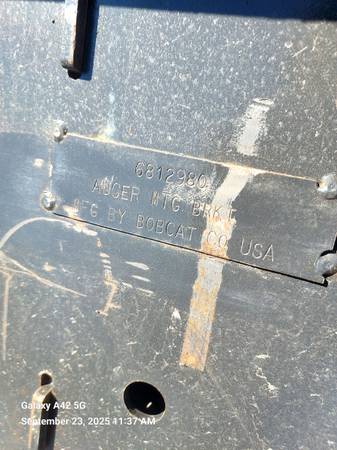 6812980
AUGER MTG BRKT
MFG BY BOBCAT CO USA
Galaxy A42 5G
September 23, 2025 11:37 AM